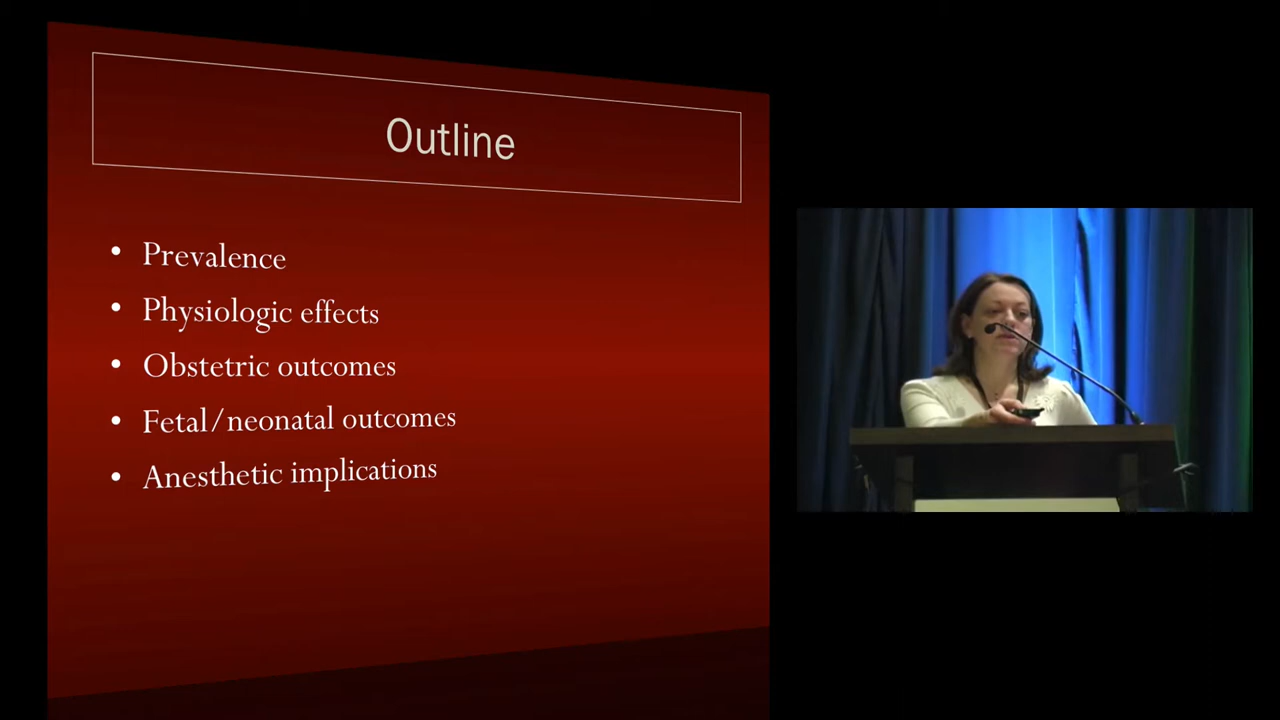 Outline
• Prevalence
• Physiologic effects
• Obstetric outcomes
• Fetal/neonatal outcomes
• Anesthetic implications